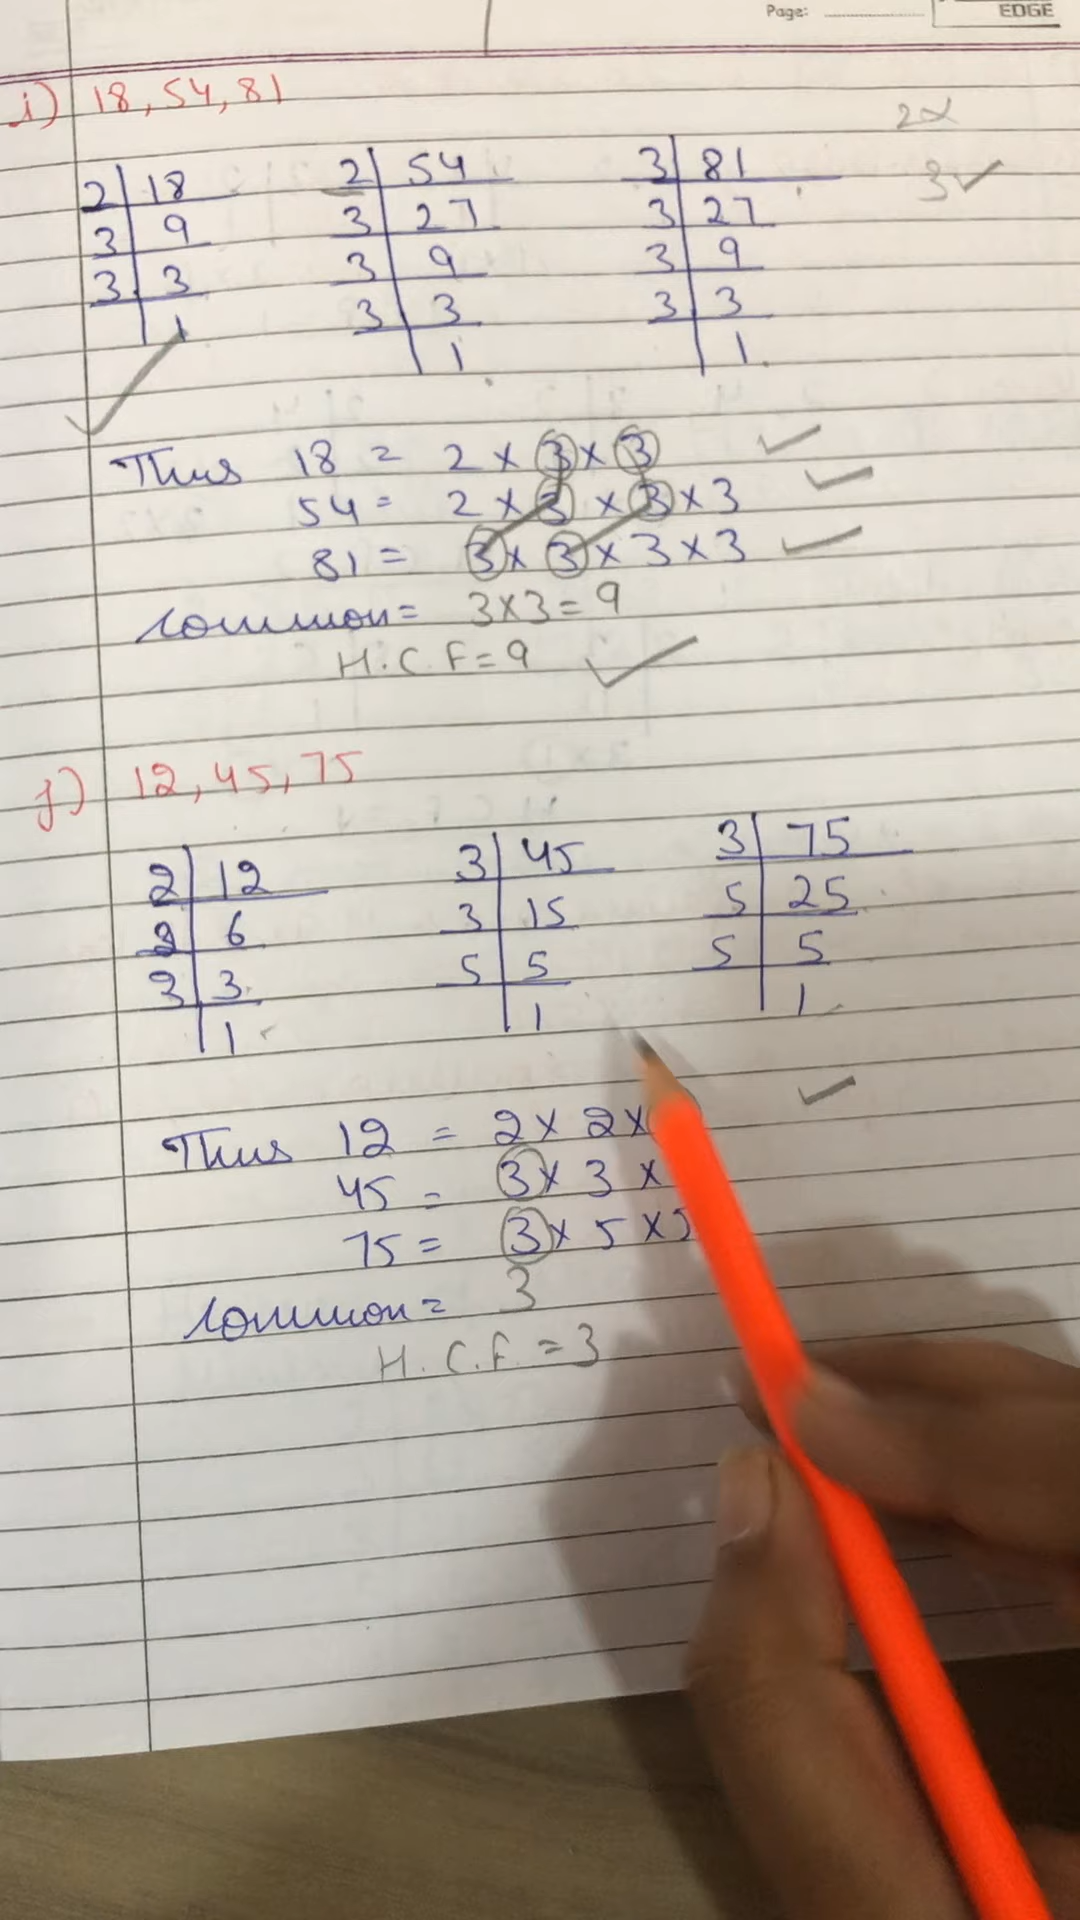 Page: ............ EDGE
i) 18, 54, 81
2 x
3 ✓
2 | 18   2 | 54   3 | 81
3 | 9   3 | 27   3 | 27
3 | 3   3 | 9   3 | 9
| 1   3 | 3   3 | 3
| 1   | 1
Thus 18 = 2 × 3 × 3
54 = 2 × 3 × 3 × 3
81 = 3 × 3 × 3 × 3
Common = 3×3 = 9
H.C.F = 9
j) 12, 45, 75
2 | 12   3 | 45   3 | 75
2 | 6   3 | 15   5 | 25
3 | 3   5 | 5   5 | 5
| 1   | 1   | 1
Thus 12 = 2 × 2 ×
45 = 3 × 3 ×
75 = 3 × 5 × 5
Common = 3
H.C.F. = 3